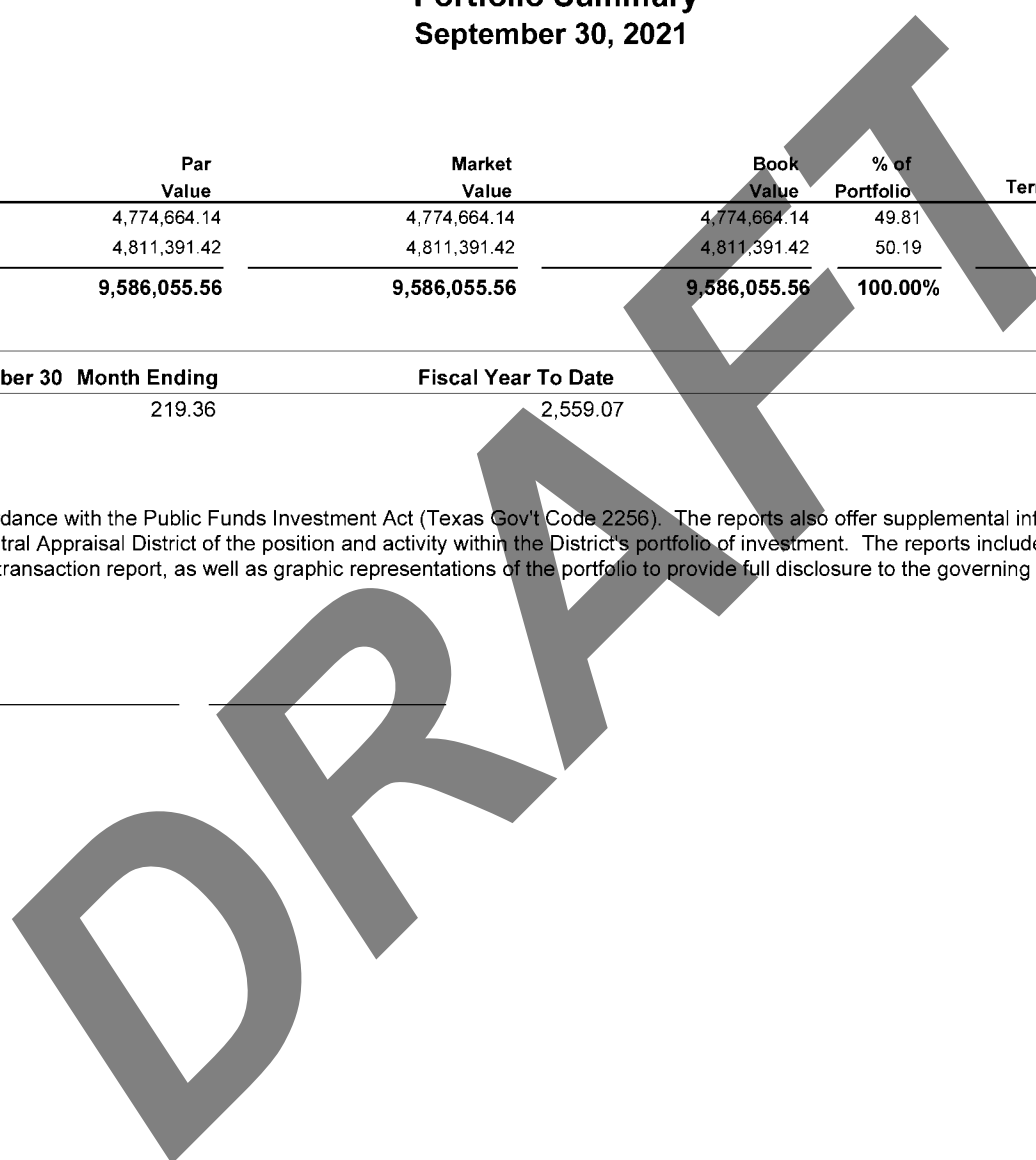 Portfolio Summary
September 30, 2021
Par Market Book % of
Value Value Value Portfolio Ter
4,774,664.14 4,774,664.14 4,774,664.14 49.81
4,811,391.42 4,811,391.42 4,811,391.42 50.19
9,586,055.56 9,586,055.56 9,586,055.56 100.00%
ber 30 Month Ending Fiscal Year To Date
219.36 2,559.07
dance with the Public Funds Investment Act (Texas Gov't Code 2256). The reports also offer supplemental inf
tral Appraisal District of the position and activity within the District's portfolio of investment. The reports include
transaction report, as well as graphic representations of the portfolio to provide full disclosure to the governing
DRAFT